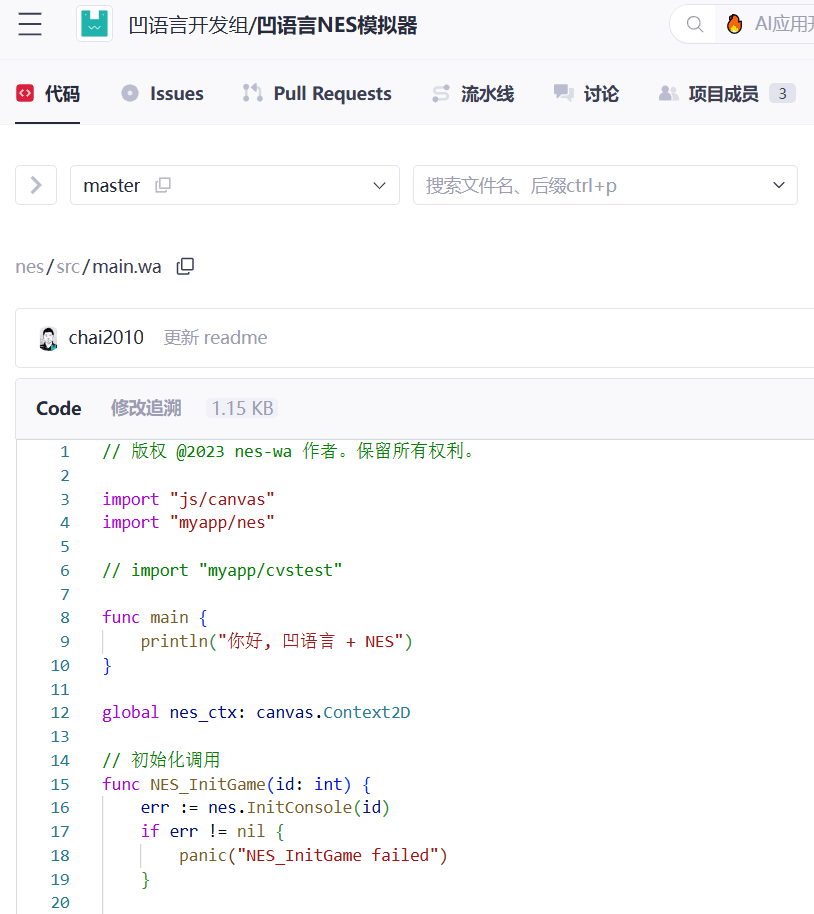 凹语言开发组/凹语言NES模拟器
AI应用
代码 Issues Pull Requests 流水线 讨论 项目成员 3
master 搜索文件名、后缀ctrl+p
nes/src/main.wa
chai2010 更新 readme
Code 修改追溯 1.15 KB
1 // 版权 @2023 nes-wa 作者。保留所有权利。
2
3 import "js/canvas"
4 import "myapp/nes"
5
6 // import "myapp/cvstest"
7
8 func main {
9 println("你好, 凹语言 + NES")
10 }
11
12 global nes_ctx: canvas.Context2D
13
14 // 初始化调用
15 func NES_InitGame(id: int) {
16 err := nes.InitConsole(id)
17 if err != nil {
18 panic("NES_InitGame failed")
19 }
20